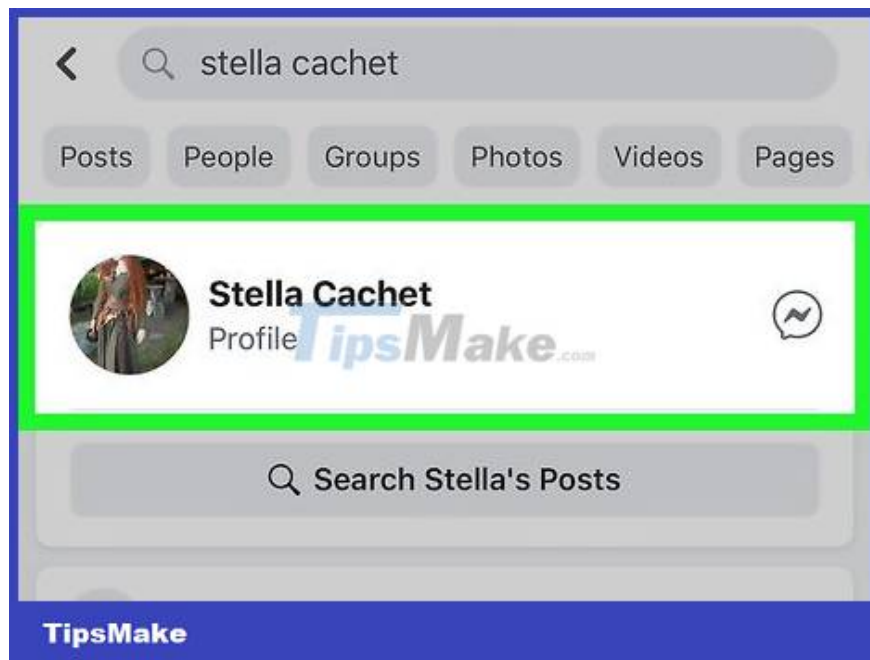 stella cachet
Posts People Groups Photos Videos Pages
Stella Cachet
Profile
TipsMake.com
Search Stella's Posts
TipsMake